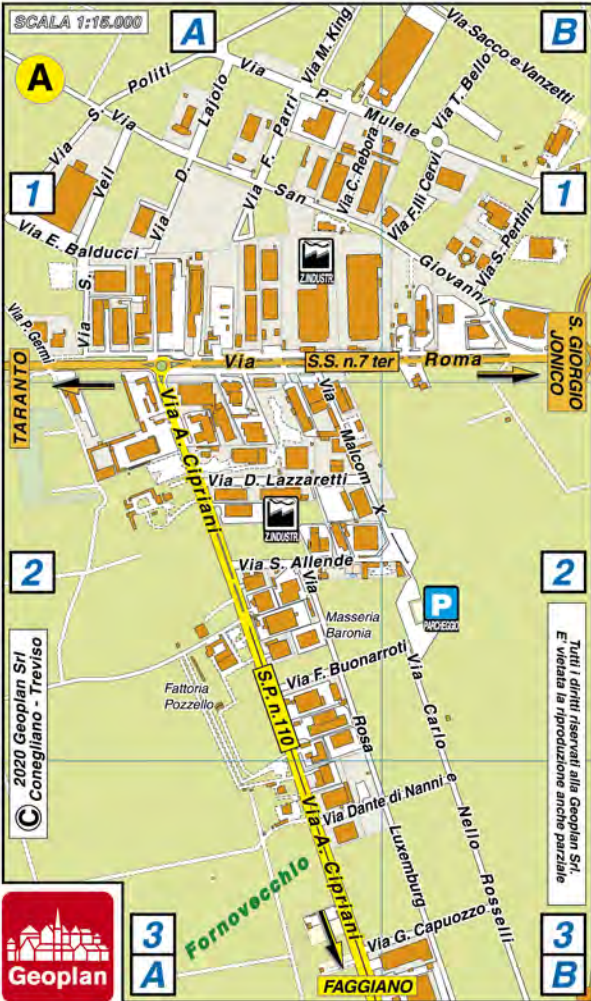 SCALA 1:15.000
A
B
A
Via S. Politi
Via D. Lajolo
Via P. Mulele
Via M. King
Via Sacco e Vanzetti
Via T. Bello
Via F. Parri
Via C. Rebora
Via F.lli Cervi
Via S. Pertini
Via San Giovanni
1
1
Via S. Veil
Via E. Balducci
Z.INDUSTR.
Via P. Germi
Via Roma
S.S. n.7 ter
TARANTO
S. GIORGIO
JONICO
Via A. Cipriani
Via Malcom X
Via D. Lazzaretti
Z.INDUSTR.
2
2
Via S. Allende
P
PARCHEGGIO
Masseria
Baronia
Via F. Buonarroti
Fattoria
Pozzello
S.P. n.110
Via Rosa Luxemburg
Via Carlo e Nello Rosselli
Via Dante di Nanni
Via A. Cipriani
Fornovecchio
Via G. Capuozzo
© 2020 Geoplan Srl
Conegliano - Treviso
Tutti i diritti riservati alla Geoplan Srl.
E' vietata la riproduzione anche parziale
3
A
3
B
FAGGIANO
Geoplan